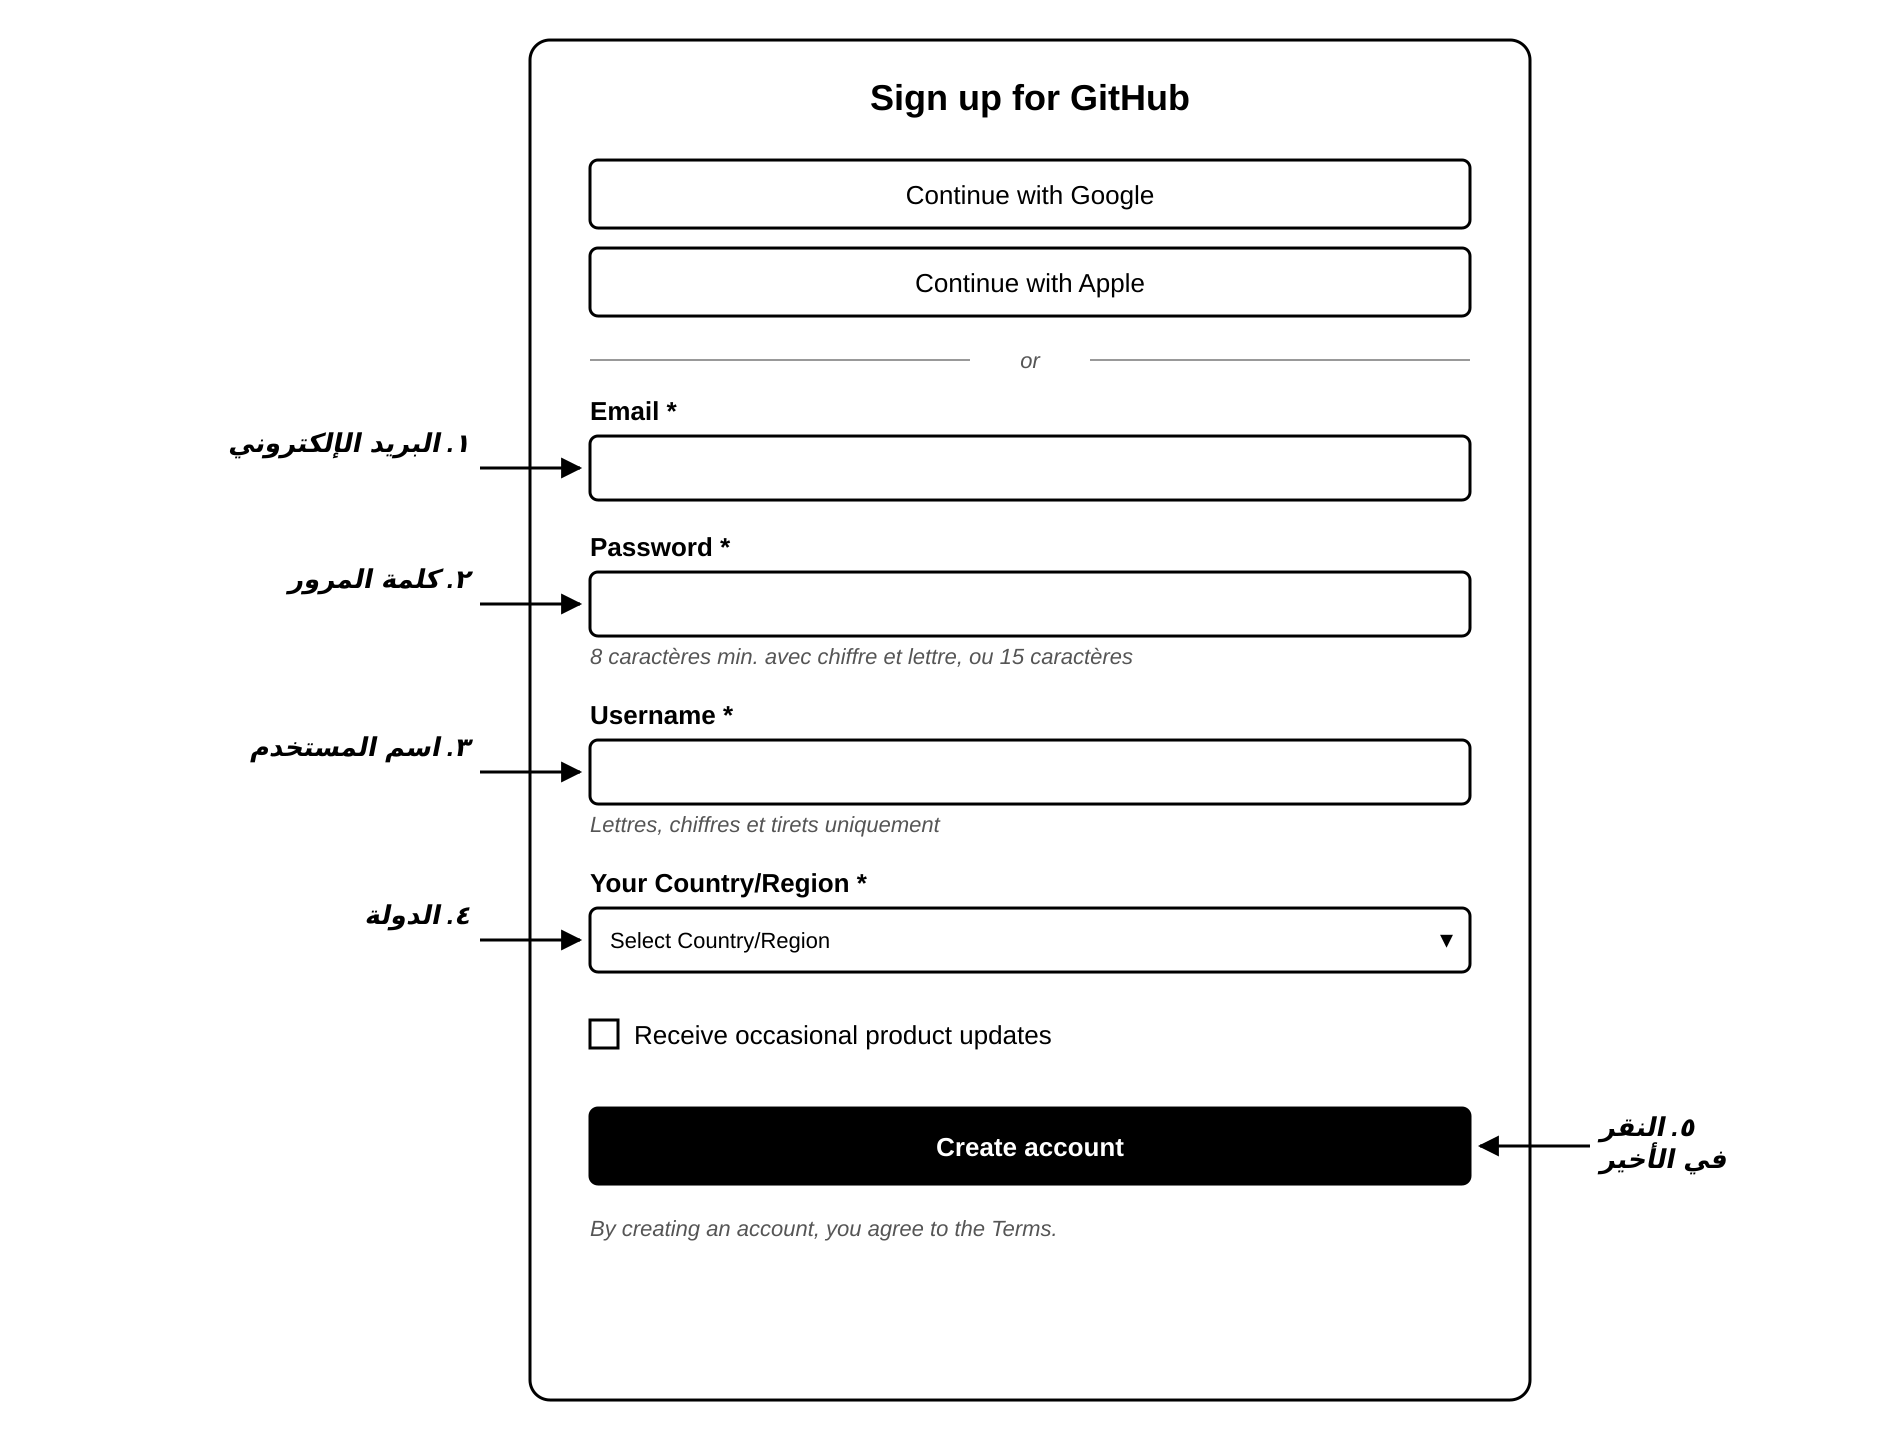 Sign up for GitHub
Continue with Google
Continue with Apple
or
Email *
١. البريد الإلكتروني
Password *
٢. كلمة المرور
8 caractères min. avec chiffre et lettre, ou 15 caractères
Username *
٣. اسم المستخدم
Lettres, chiffres et tirets uniquement
Your Country/Region *
٤. الدولة
Select Country/Region ▼
Receive occasional product updates
Create account
٥. النقر
في الأخير
By creating an account, you agree to the Terms.